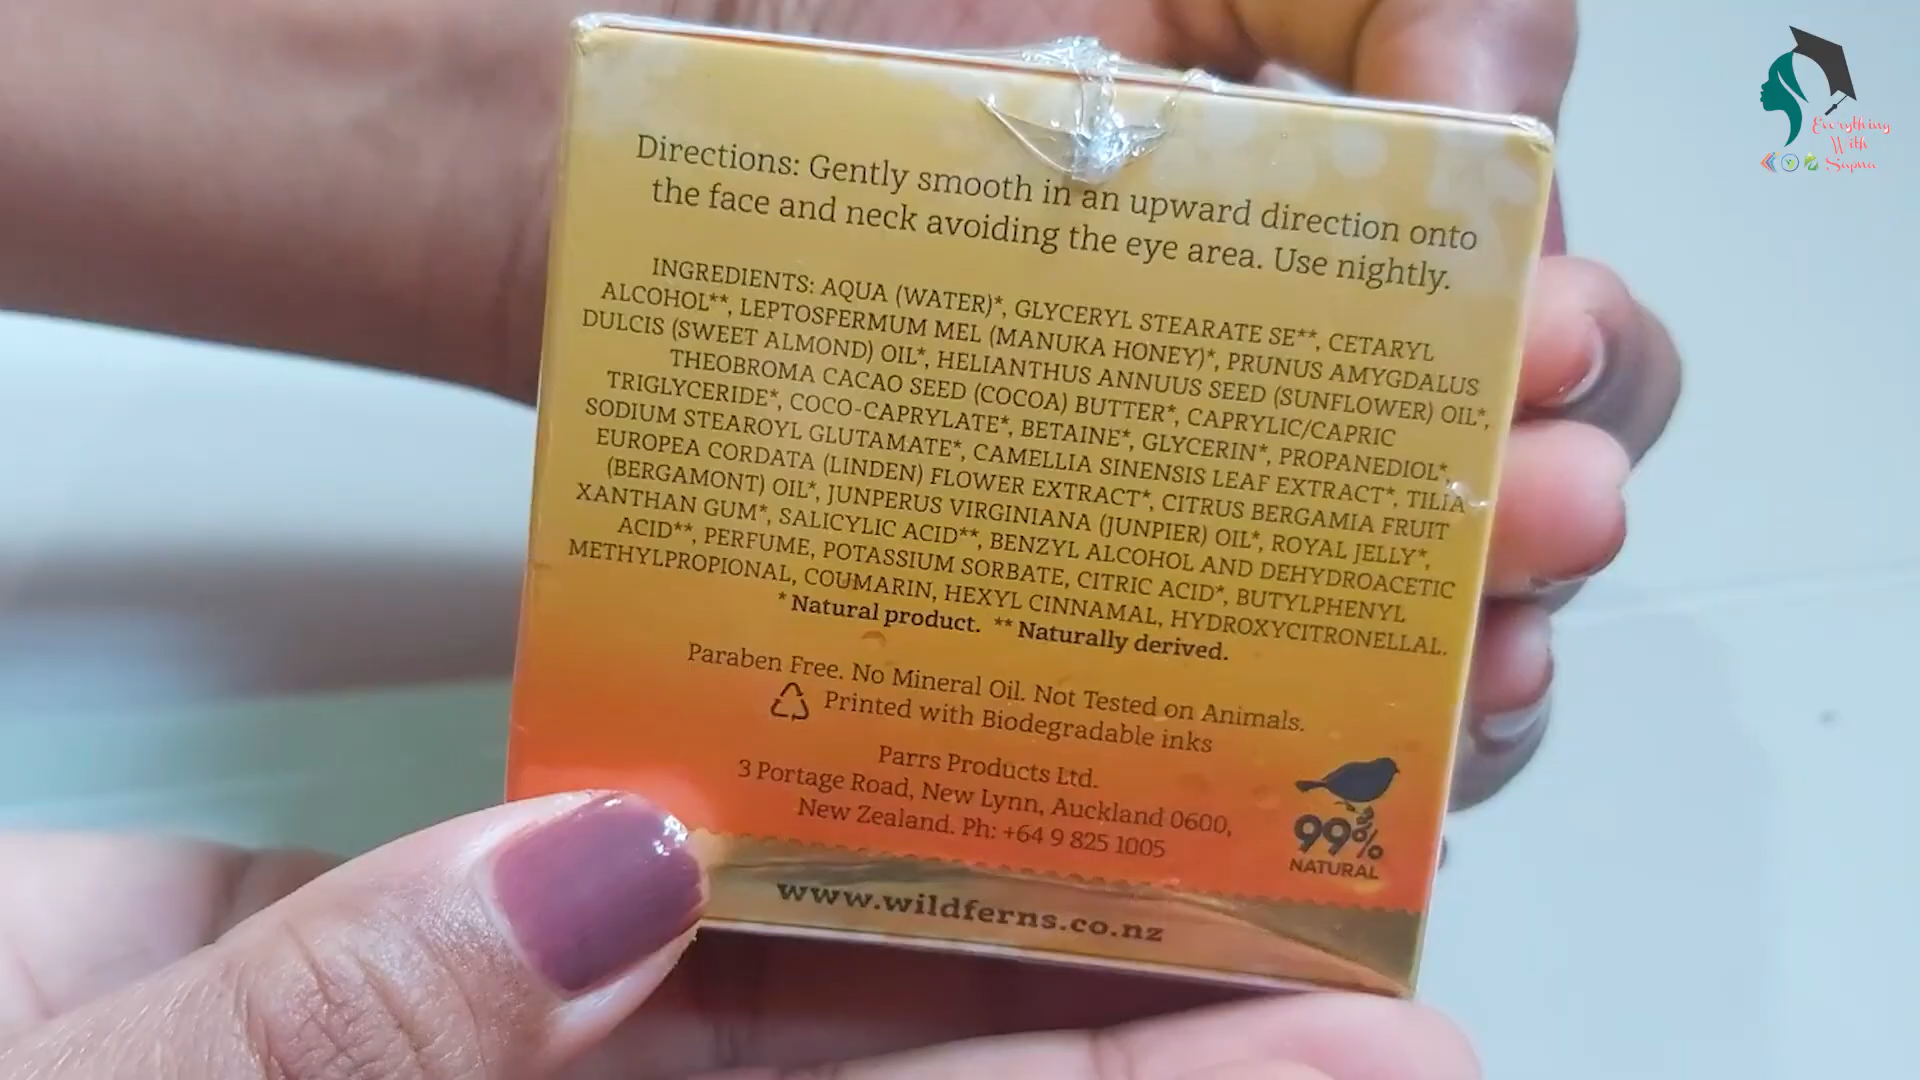 Directions: Gently smooth in an upward direction onto
the face and neck avoiding the eye area. Use nightly.
INGREDIENTS: AQUA (WATER)*, GLYCERYL STEARATE SE**, CETARYL
ALCOHOL**, LEPTOSFERMUM MEL (MANUKA HONEY)*, PRUNUS AMYGDALUS
DULCIS (SWEET ALMOND) OIL*, HELIANTHUS ANNUUS SEED (SUNFLOWER) OIL*,
THEOBROMA CACAO SEED (COCOA) BUTTER*, CAPRYLIC/CAPRIC
TRIGLYCERIDE*, COCO-CAPRYLATE*, BETAINE*, GLYCERIN*, PROPANEDIOL*,
SODIUM STEAROYL GLUTAMATE*, CAMELLIA SINENSIS LEAF EXTRACT*, TILIA
EUROPEA CORDATA (LINDEN) FLOWER EXTRACT*, CITRUS BERGAMIA FRUIT
(BERGAMONT) OIL*, JUNPERUS VIRGINIANA (JUNPIER) OIL*, ROYAL JELLY*,
XANTHAN GUM*, SALICYLIC ACID**, BENZYL ALCOHOL AND DEHYDROACETIC
ACID**, PERFUME, POTASSIUM SORBATE, CITRIC ACID*, BUTYLPHENYL
METHYLPROPIONAL, COUMARIN, HEXYL CINNAMAL, HYDROXYCITRONELLAL.
* Natural product. ** Naturally derived.
Paraben Free. No Mineral Oil. Not Tested on Animals.
Printed with Biodegradable inks
Parrs Products Ltd.
3 Portage Road, New Lynn, Auckland 0600,
New Zealand. Ph: +64 9 825 1005
99%
NATURAL
www.wildferns.co.nz
Everything
With
Sapna